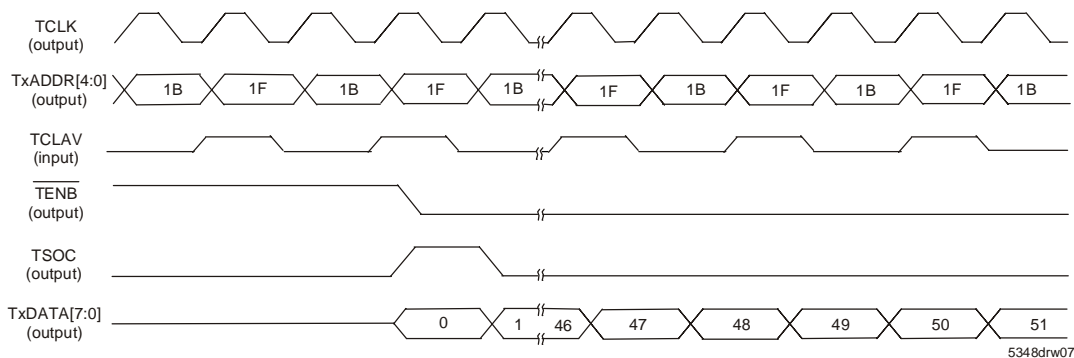 TCLK
(output)
TxADDR[4:0]
(output)
1B 1F 1B 1F 1B 1F 1B 1F 1B 1F 1B
TCLAV
(input)
TENB
(output)
TSOC
(output)
TxDATA[7:0]
(output)
0 1 46 47 48 49 50 51
5348drw07